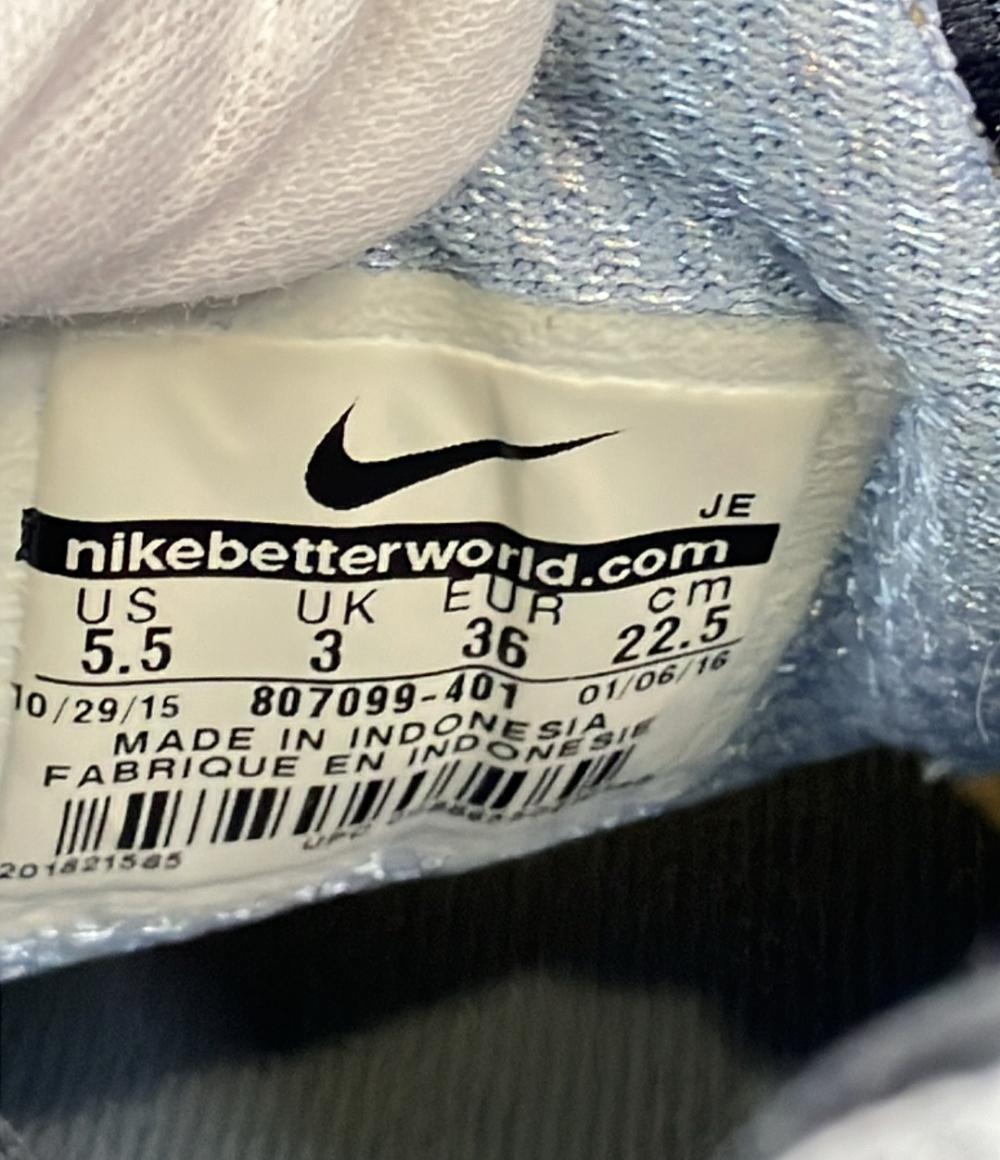 JE
nikebetterworld.com
US UK EUR cm
5.5 3 36 22.5
10/29/15 807099-401 01/06/16
MADE IN INDONESIA
FABRIQUE EN INDONESIE
UPC
201821585